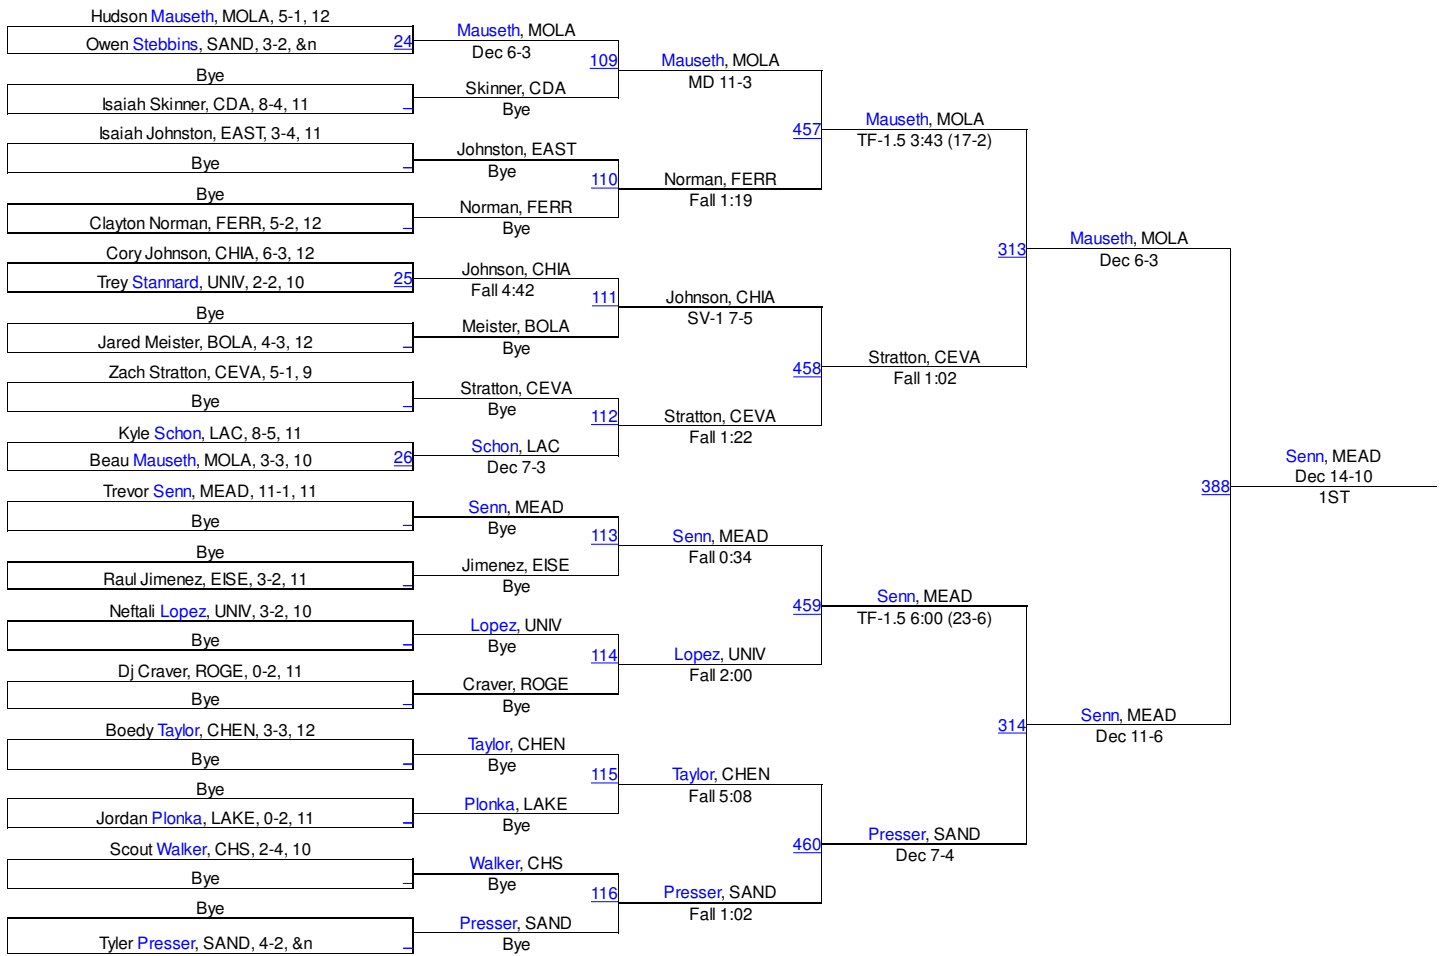 Hudson Mauseth, MOLA, 5-1, 12
Owen Stebbins, SAND, 3-2, &n
24
Bye
Isaiah Skinner, CDA, 8-4, 11
Isaiah Johnston, EAST, 3-4, 11
Bye
Bye
Clayton Norman, FERR, 5-2, 12
Cory Johnson, CHIA, 6-3, 12
Trey Stannard, UNIV, 2-2, 10
25
Bye
Jared Meister, BOLA, 4-3, 12
Zach Stratton, CEVA, 5-1, 9
Bye
Kyle Schon, LAC, 8-5, 11
Beau Mauseth, MOLA, 3-3, 10
26
Trevor Senn, MEAD, 11-1, 11
Bye
Bye
Raul Jimenez, EISE, 3-2, 11
Neftali Lopez, UNIV, 3-2, 10
Bye
Dj Craver, ROGE, 0-2, 11
Bye
Boedy Taylor, CHEN, 3-3, 12
Bye
Bye
Jordan Plonka, LAKE, 0-2, 11
Scout Walker, CHS, 2-4, 10
Bye
Bye
Tyler Presser, SAND, 4-2, &n
Mauseth, MOLA
Dec 6-3
109
Skinner, CDA
Bye
Johnston, EAST
Bye
110
Norman, FERR
Bye
Johnson, CHIA
Fall 4:42
111
Meister, BOLA
Bye
Stratton, CEVA
Bye
112
Schon, LAC
Dec 7-3
Senn, MEAD
Bye
113
Jimenez, EISE
Bye
Lopez, UNIV
Bye
114
Craver, ROGE
Bye
Taylor, CHEN
Bye
115
Plonka, LAKE
Bye
Walker, CHS
Bye
116
Presser, SAND
Bye
Mauseth, MOLA
MD 11-3
457
Norman, FERR
Fall 1:19
Johnson, CHIA
SV-1 7-5
458
Stratton, CEVA
Fall 1:22
Senn, MEAD
Fall 0:34
459
Lopez, UNIV
Fall 2:00
Taylor, CHEN
Fall 5:08
460
Presser, SAND
Fall 1:02
Mauseth, MOLA
TF-1.5 3:43 (17-2)
313
Stratton, CEVA
Fall 1:02
Senn, MEAD
TF-1.5 6:00 (23-6)
314
Presser, SAND
Dec 7-4
Mauseth, MOLA
Dec 6-3
388
Senn, MEAD
Dec 11-6
Senn, MEAD
Dec 14-10
1ST